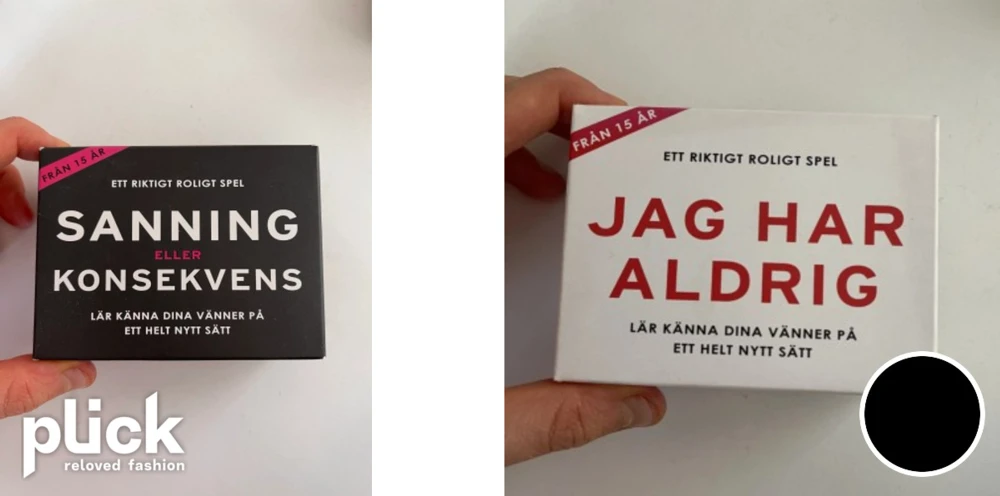 FRÅN 15 ÅR
ETT RIKTIGT ROLIGT SPEL
SANNING
ELLER
KONSEKVENS
LÄR KÄNNA DINA VÄNNER PÅ
ETT HELT NYTT SÄTT
plick
reloved fashion
FRÅN 15 ÅR
ETT RIKTIGT ROLIGT SPEL
JAG HAR
ALDRIG
LÄR KÄNNA DINA VÄNNER PÅ
ETT HELT NYTT SÄTT